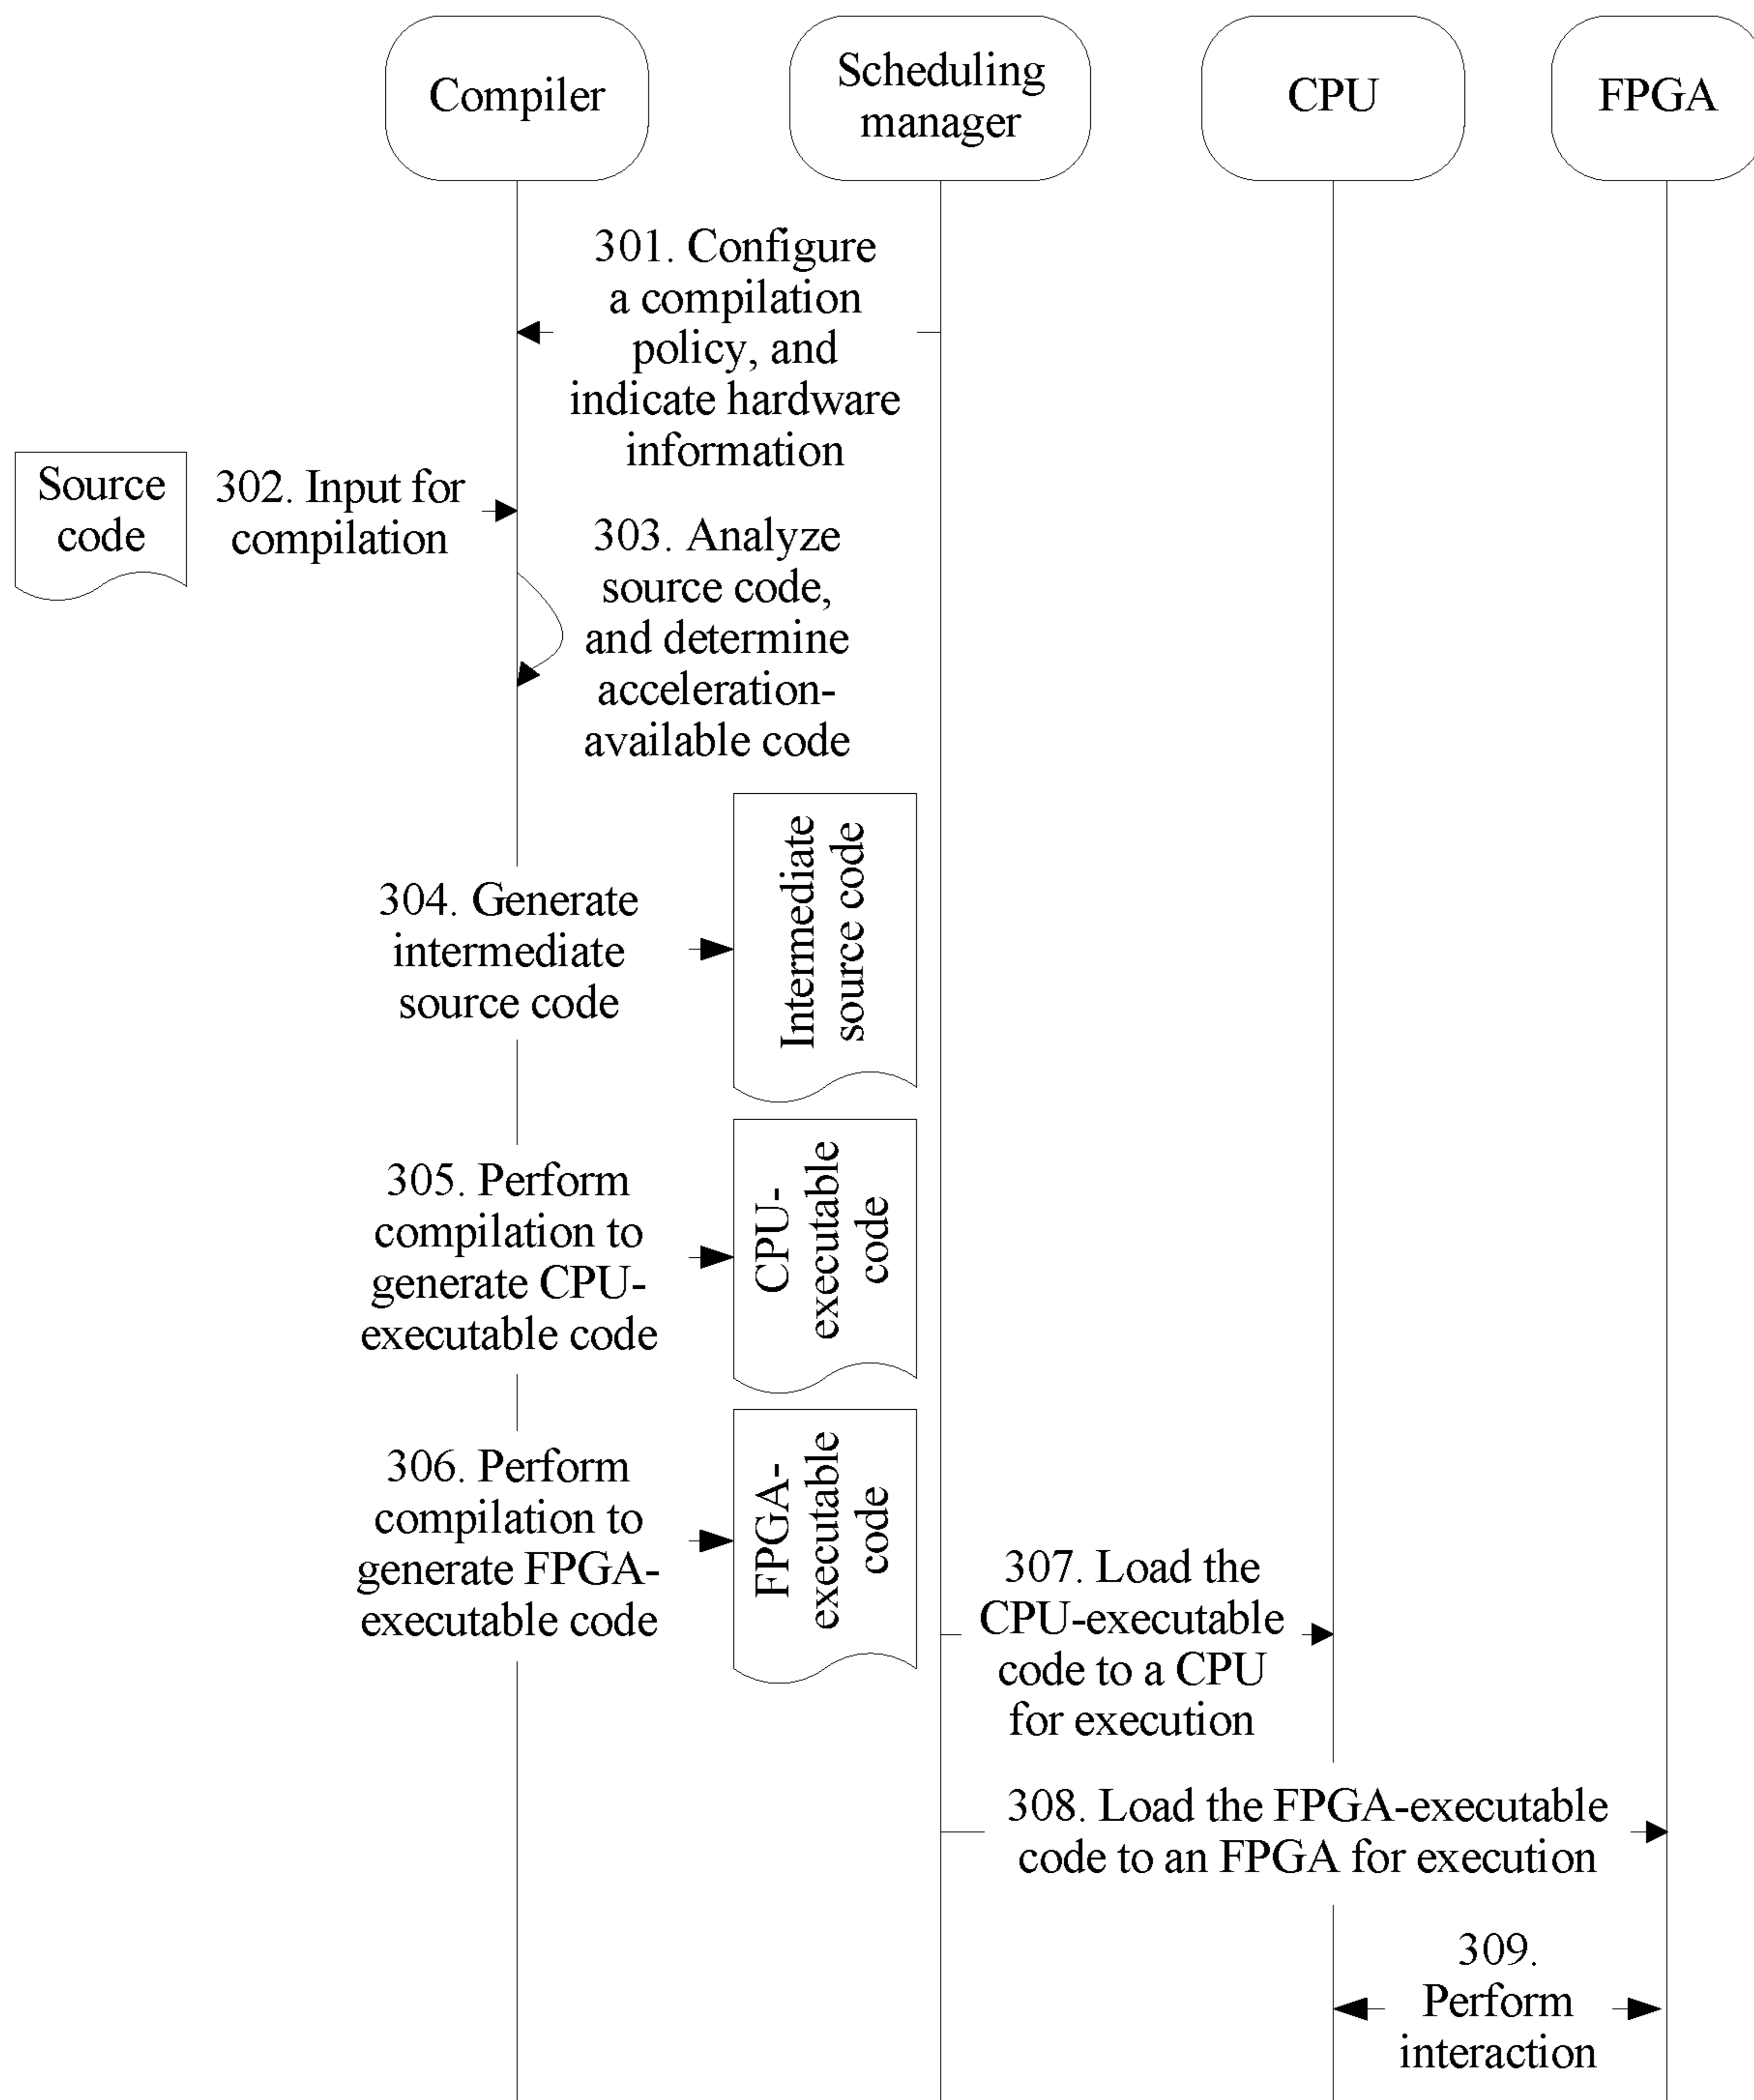 Compiler
Scheduling
manager
CPU
FPGA
301. Configure
a compilation
policy, and
indicate hardware
information
Source
code
302. Input for
compilation
303. Analyze
source code,
and determine
acceleration-
available code
304. Generate
intermediate
source code
Intermediate
source code
305. Perform
compilation to
generate CPU-
executable code
CPU-
executable
code
306. Perform
compilation to
generate FPGA-
executable code
FPGA-
executable
code
307. Load the
CPU-executable
code to a CPU
for execution
308. Load the FPGA-executable
code to an FPGA for execution
309.
Perform
interaction